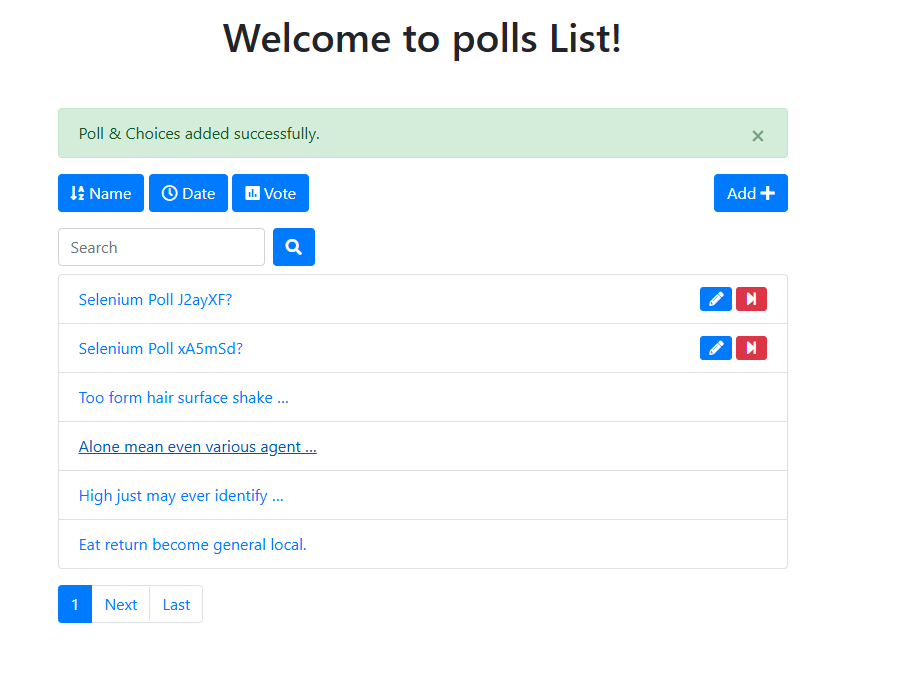 Welcome to polls List!
Poll & Choices added successfully. ×
Name Date Vote Add
Search
Selenium Poll J2ayXF?
Selenium Poll xA5mSd?
Too form hair surface shake ...
Alone mean even various agent ...
High just may ever identify ...
Eat return become general local.
1 Next Last